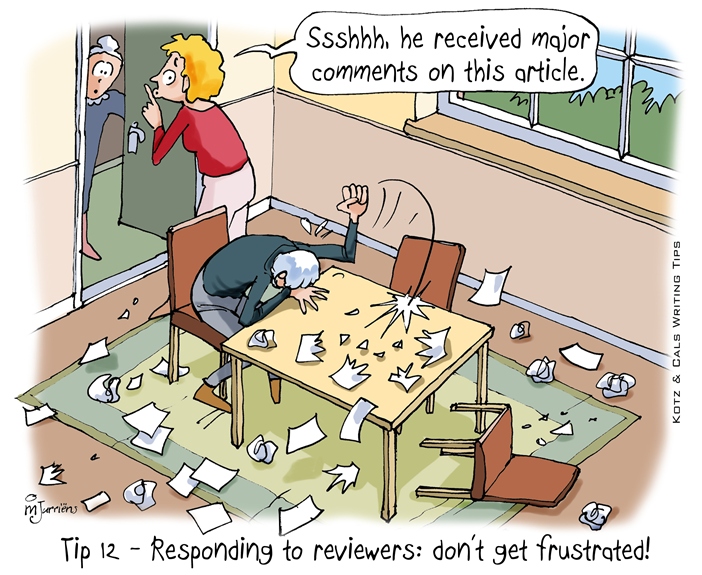 Ssshhh, he received major
comments on this article.
KOTZ & CALS WRITING TIPS
mJurriëns
Tip 12 - Responding to reviewers: don't get frustrated!